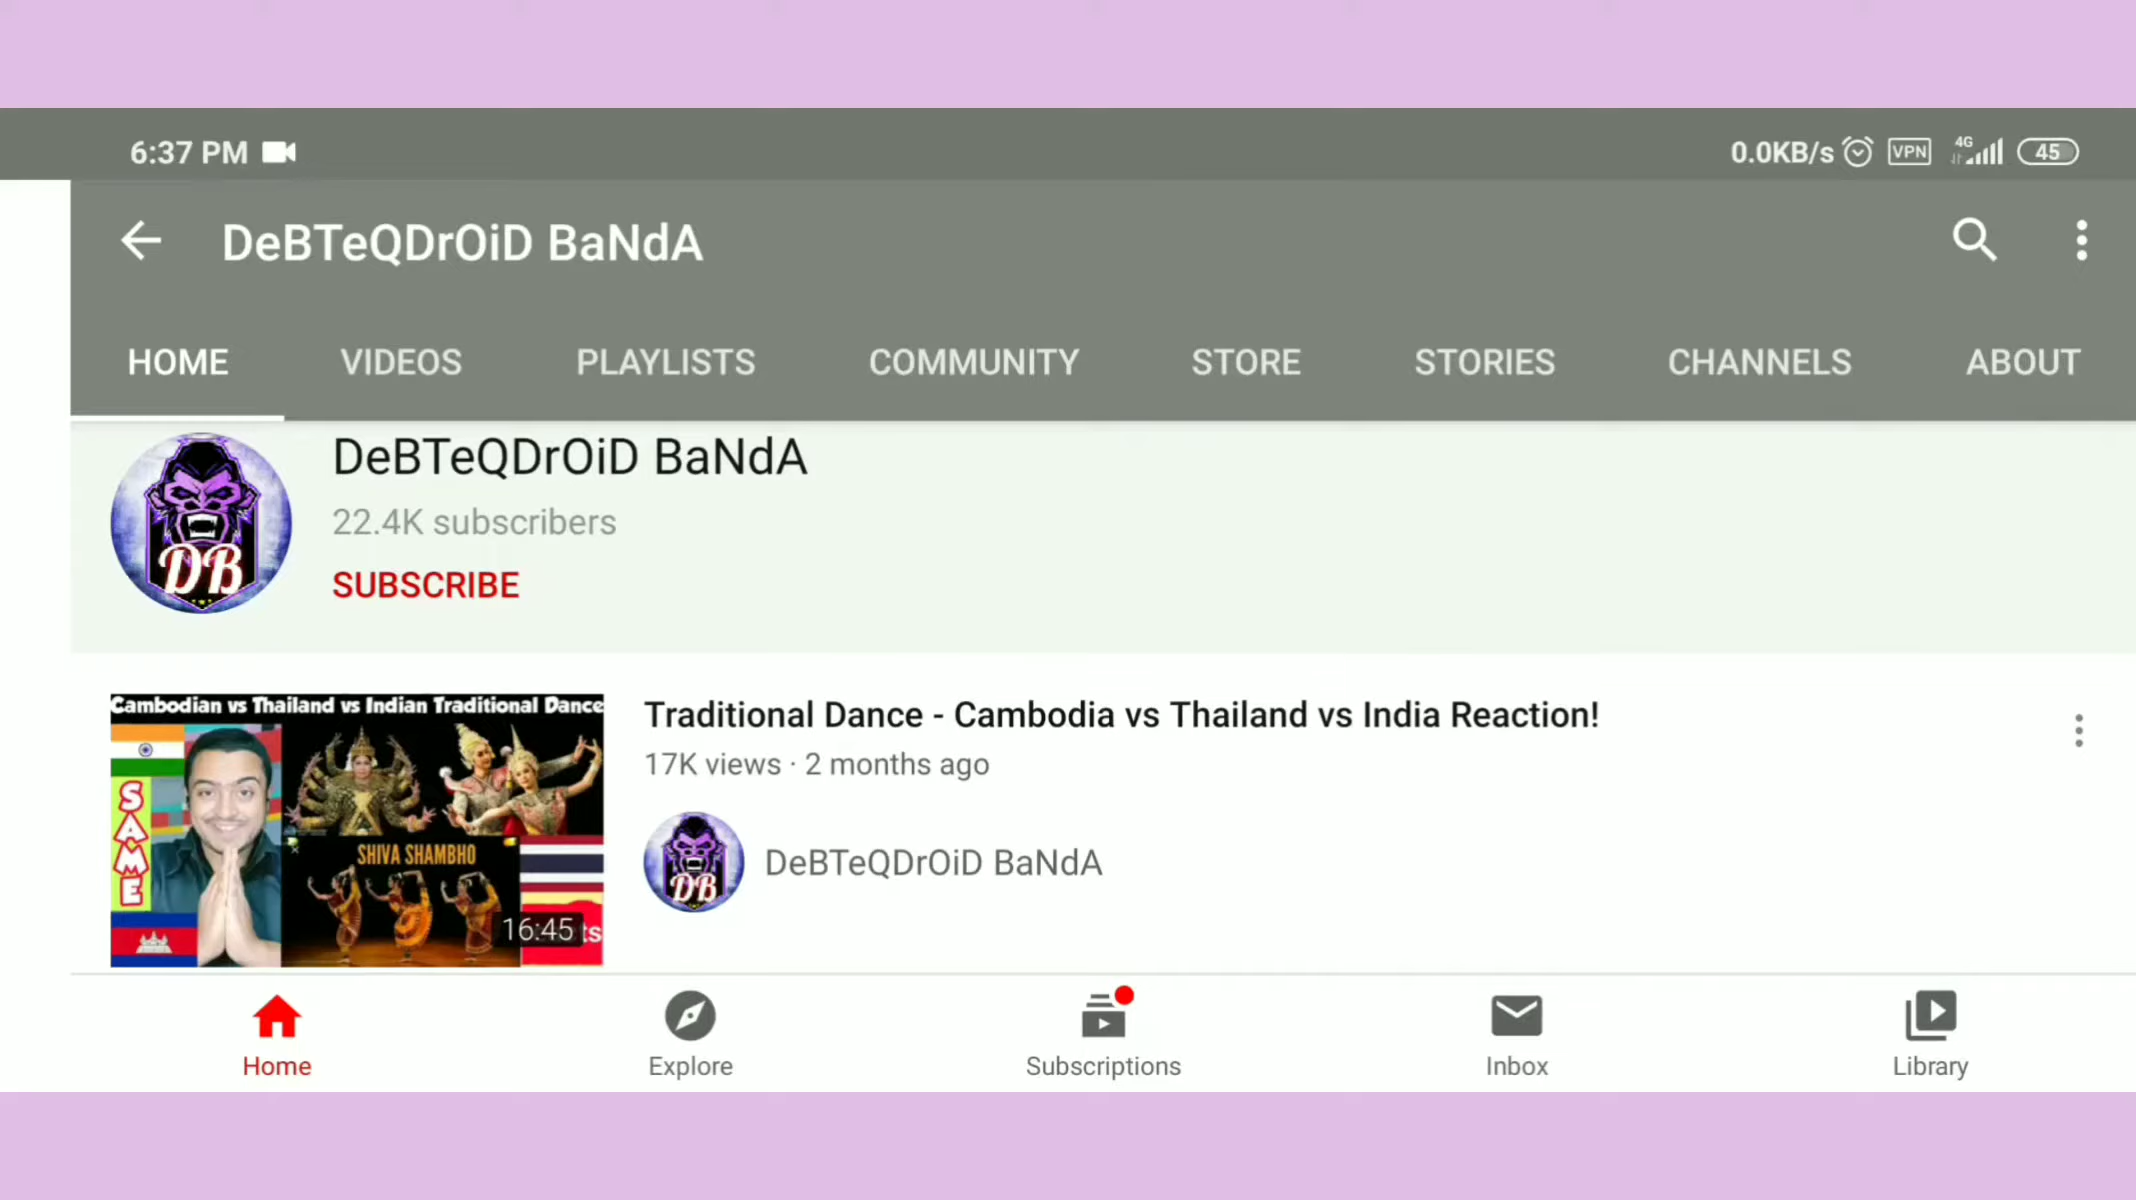 6:37 PM
0.0KB/s VPN 4G 45
DeBTeQDrOiD BaNdA
HOME VIDEOS PLAYLISTS COMMUNITY STORE STORIES CHANNELS ABOUT
DB
DeBTeQDrOiD BaNdA
22.4K subscribers
SUBSCRIBE
Cambodian vs Thailand vs Indian Traditional Dance
SAME
SHIVA SHAMBHO
16:45
Traditional Dance - Cambodia vs Thailand vs India Reaction!
17K views · 2 months ago
DB
DeBTeQDrOiD BaNdA
Home Explore Subscriptions Inbox Library